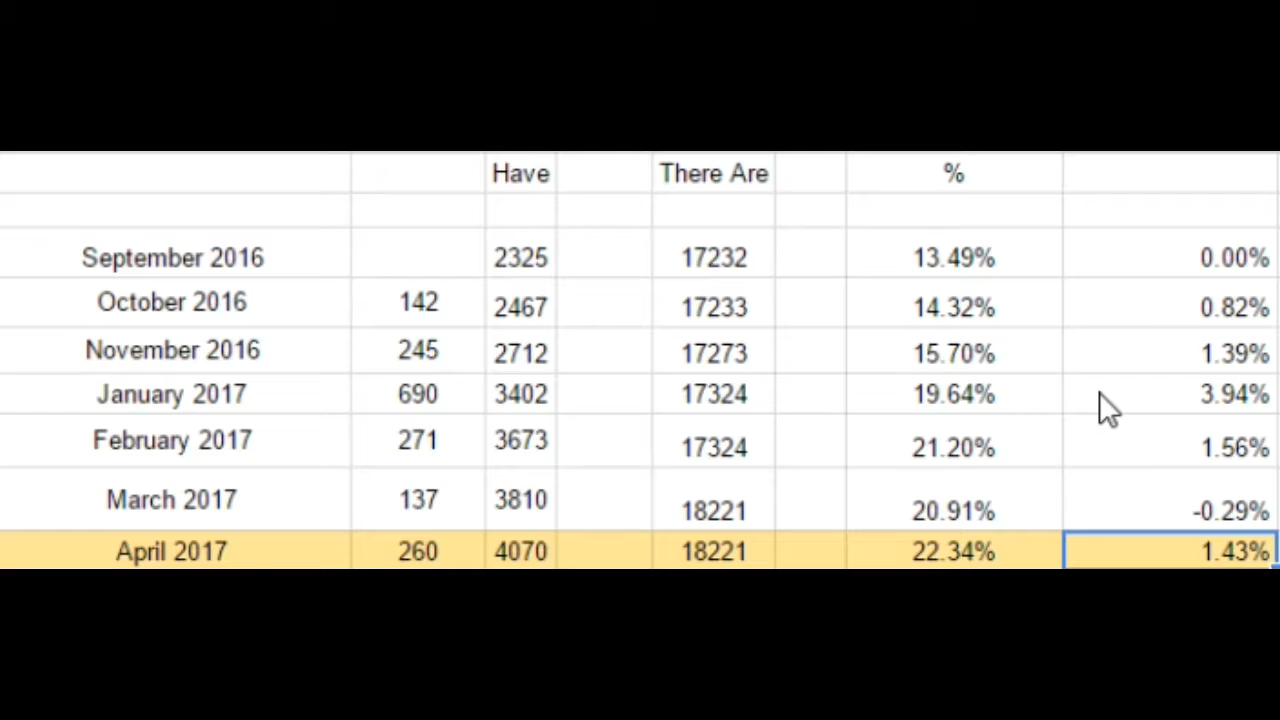 Have There Are %
September 2016 2325 17232 13.49% 0.00%
October 2016 142 2467 17233 14.32% 0.82%
November 2016 245 2712 17273 15.70% 1.39%
January 2017 690 3402 17324 19.64% 3.94%
February 2017 271 3673 17324 21.20% 1.56%
March 2017 137 3810 18221 20.91% -0.29%
April 2017 260 4070 18221 22.34% 1.43%